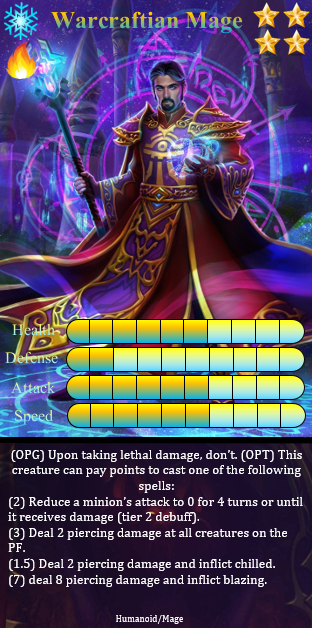 Warcraftian Mage
Health
Defense
Attack
Speed
(OPG) Upon taking lethal damage, don't. (OPT) This
creature can pay points to cast one of the following
spells:
(2) Reduce a minion's attack to 0 for 4 turns or until
it receives damage (tier 2 debuff).
(3) Deal 2 piercing damage at all creatures on the
PF.
(1.5) Deal 2 piercing damage and inflict chilled.
(7) deal 8 piercing damage and inflict blazing.
Humanoid/Mage